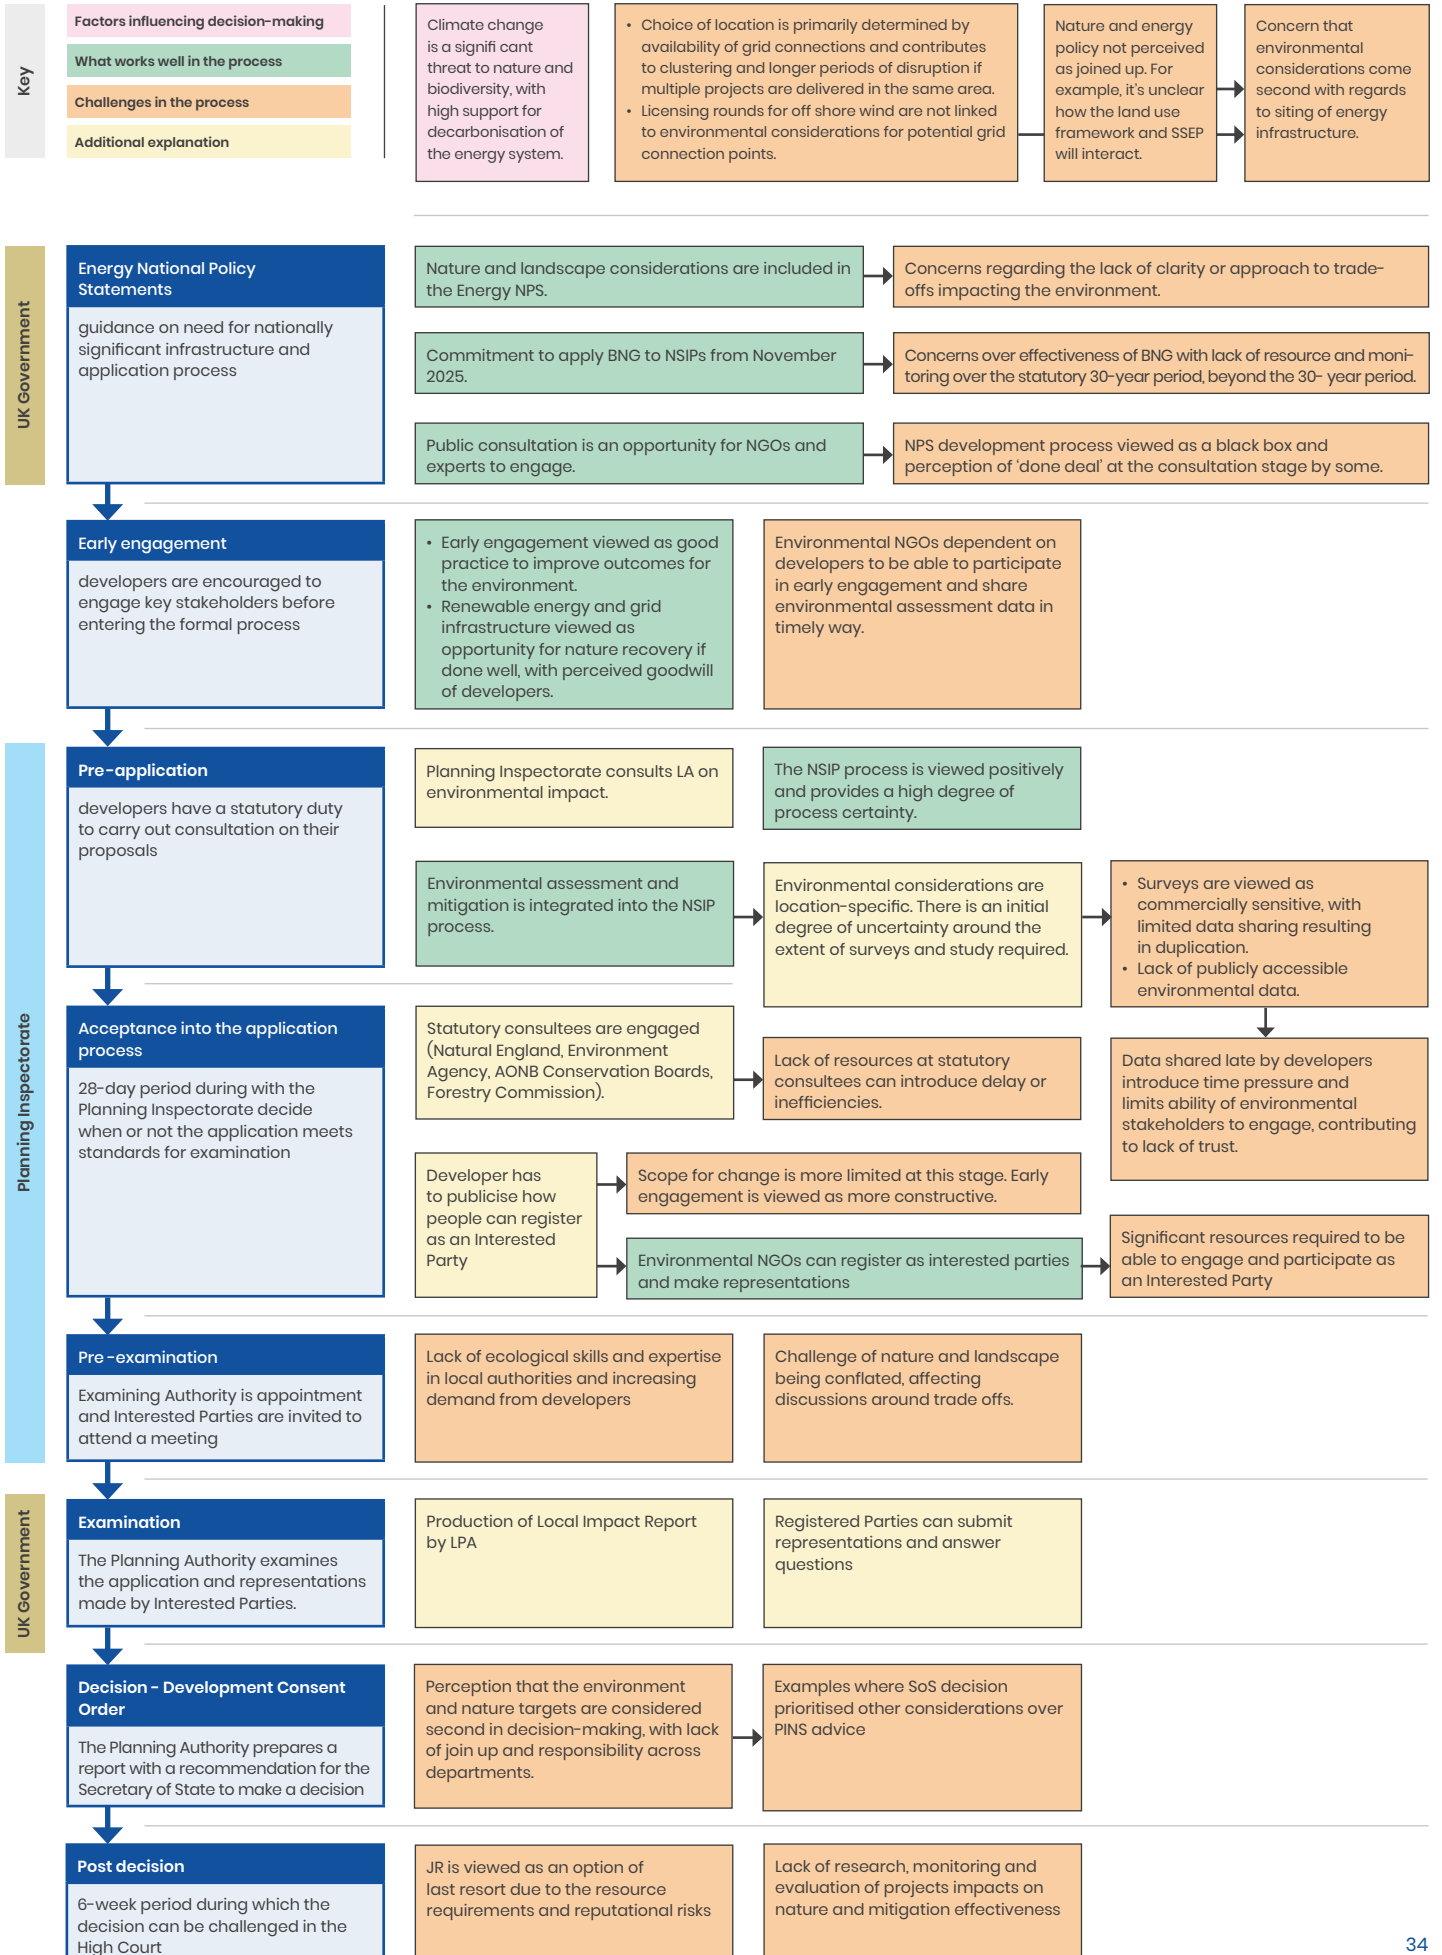 Key
Factors influencing decision-making
What works well in the process
Challenges in the process
Additional explanation
Climate change
is a signifi cant
threat to nature and
biodiversity, with
high support for
decarbonisation of
the energy system.
• Choice of location is primarily determined by
availability of grid connections and contributes
to clustering and longer periods of disruption if
multiple projects are delivered in the same area.
• Licensing rounds for off shore wind are not linked
to environmental considerations for potential grid
connection points.
Nature and energy
policy not perceived
as joined up. For
example, it's unclear
how the land use
framework and SSEP
will interact.
Concern that
environmental
considerations come
second with regards
to siting of energy
infrastructure.
UK Government
Energy National Policy
Statements
guidance on need for nationally
significant infrastructure and
application process
Nature and landscape considerations are included in
the Energy NPS.
Concerns regarding the lack of clarity or approach to trade-
offs impacting the environment.
Commitment to apply BNG to NSIPs from November
2025.
Concerns over effectiveness of BNG with lack of resource and moni-
toring over the statutory 30-year period, beyond the 30- year period.
Public consultation is an opportunity for NGOs and
experts to engage.
NPS development process viewed as a black box and
perception of 'done deal' at the consultation stage by some.
Early engagement
developers are encouraged to
engage key stakeholders before
entering the formal process
• Early engagement viewed as good
practice to improve outcomes for
the environment.
• Renewable energy and grid
infrastructure viewed as
opportunity for nature recovery if
done well, with perceived goodwill
of developers.
Environmental NGOs dependent on
developers to be able to participate
in early engagement and share
environmental assessment data in
timely way.
Planning Inspectorate
Pre-application
developers have a statutory duty
to carry out consultation on their
proposals
Planning Inspectorate consults LA on
environmental impact.
The NSIP process is viewed positively
and provides a high degree of
process certainty.
Environmental assessment and
mitigation is integrated into the NSIP
process.
Environmental considerations are
location-specific. There is an initial
degree of uncertainty around the
extent of surveys and study required.
• Surveys are viewed as
commercially sensitive, with
limited data sharing resulting
in duplication.
• Lack of publicly accessible
environmental data.
Acceptance into the application
process
28-day period during with the
Planning Inspectorate decide
when or not the application meets
standards for examination
Statutory consultees are engaged
(Natural England, Environment
Agency, AONB Conservation Boards,
Forestry Commission).
Lack of resources at statutory
consultees can introduce delay or
inefficiencies.
Data shared late by developers
introduce time pressure and
limits ability of environmental
stakeholders to engage, contributing
to lack of trust.
Developer has
to publicise how
people can register
as an Interested
Party
Scope for change is more limited at this stage. Early
engagement is viewed as more constructive.
Environmental NGOs can register as interested parties
and make representations
Significant resources required to be
able to engage and participate as
an Interested Party
Pre-examination
Examining Authority is appointment
and Interested Parties are invited to
attend a meeting
Lack of ecological skills and expertise
in local authorities and increasing
demand from developers
Challenge of nature and landscape
being conflated, affecting
discussions around trade offs.
UK Government
Examination
The Planning Authority examines
the application and representations
made by Interested Parties.
Production of Local Impact Report
by LPA
Registered Parties can submit
representations and answer
questions
Decision - Development Consent
Order
The Planning Authority prepares a
report with a recommendation for the
Secretary of State to make a decision
Perception that the environment
and nature targets are considered
second in decision-making, with lack
of join up and responsibility across
departments.
Examples where SoS decision
prioritised other considerations over
PINS advice
Post decision
6-week period during which the
decision can be challenged in the
High Court
JR is viewed as an option of
last resort due to the resource
requirements and reputational risks
Lack of research, monitoring and
evaluation of projects impacts on
nature and mitigation effectiveness
34